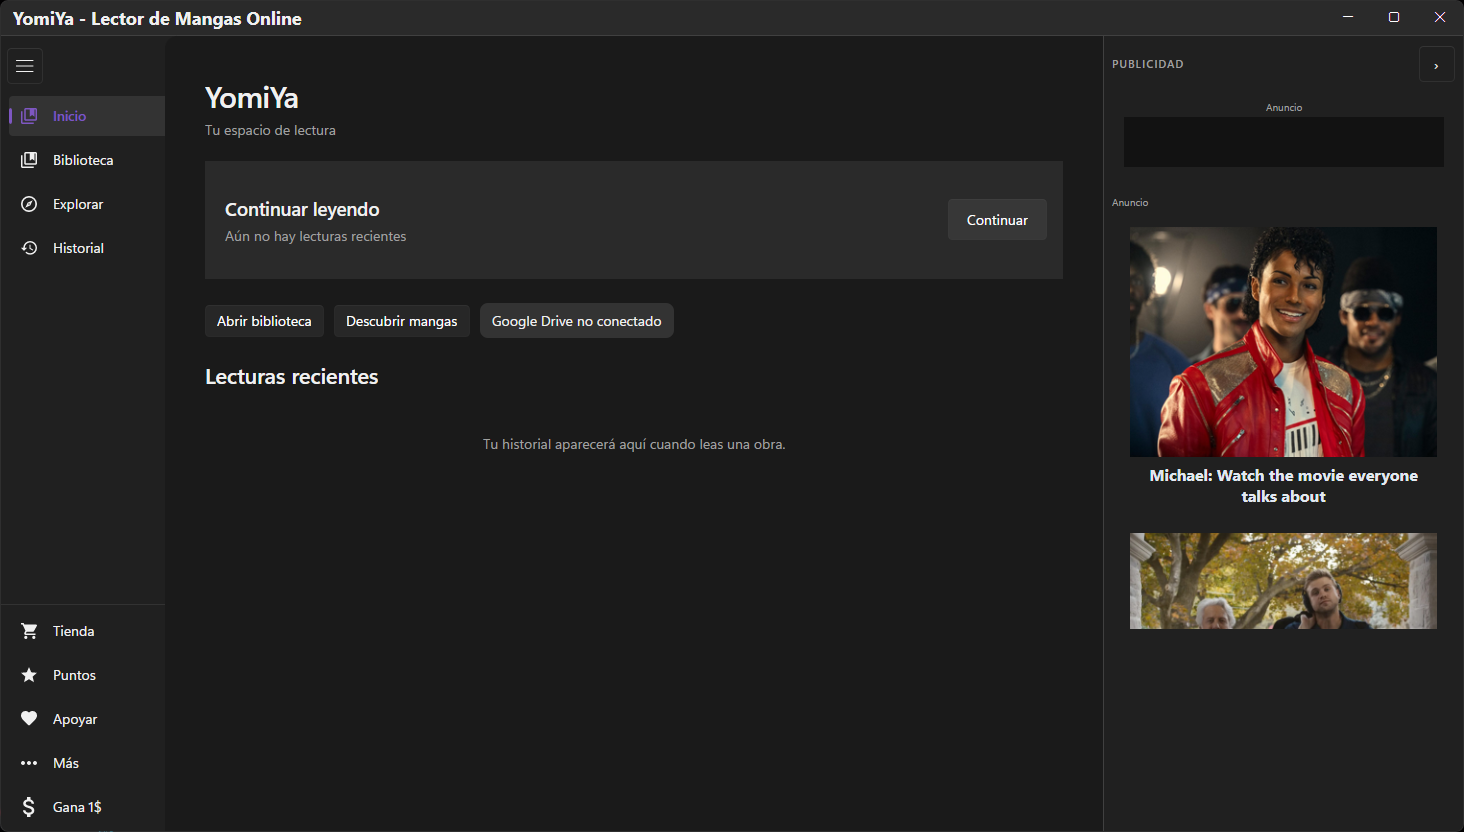 YomiYa - Lector de Mangas Online
Inicio
Biblioteca
Explorar
Historial
Tienda
Puntos
Apoyar
Más
Gana 1$
YomiYa
Tu espacio de lectura
Continuar leyendo
Aún no hay lecturas recientes
Continuar
Abrir biblioteca
Descubrir mangas
Google Drive no conectado
Lecturas recientes
Tu historial aparecerá aquí cuando leas una obra.
PUBLICIDAD
Anuncio
Anuncio
Michael: Watch the movie everyone
talks about